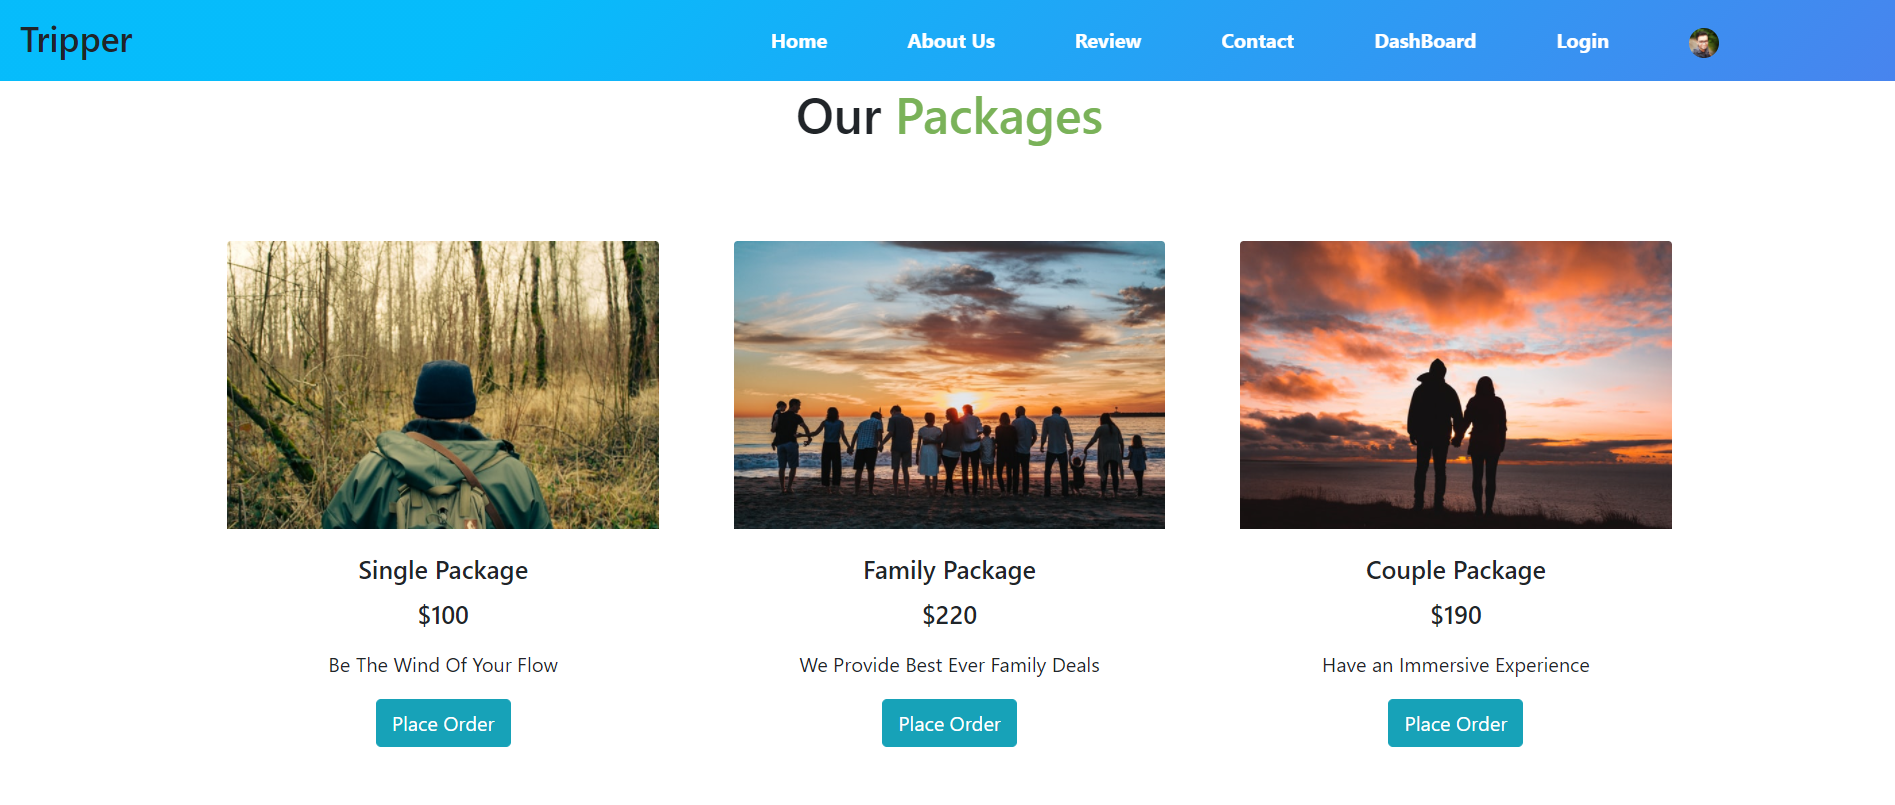 Tripper
Home About Us Review Contact DashBoard Login
Our Packages
Single Package
$100
Be The Wind Of Your Flow
Place Order
Family Package
$220
We Provide Best Ever Family Deals
Place Order
Couple Package
$190
Have an Immersive Experience
Place Order